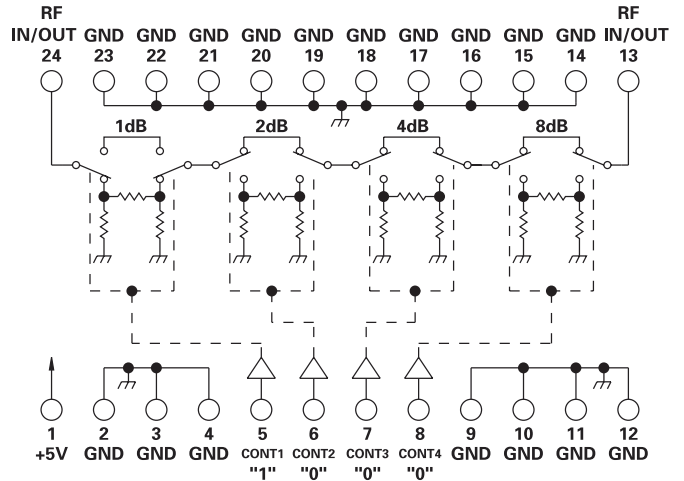 RF RF
IN/OUT GND GND GND GND GND GND GND GND GND GND IN/OUT
24 23 22 21 20 19 18 17 16 15 14 13
1dB 2dB 4dB 8dB
1 2 3 4 5 6 7 8 9 10 11 12
+5V GND GND GND CONT1 CONT2 CONT3 CONT4 GND GND GND GND
"1" "0" "0" "0"